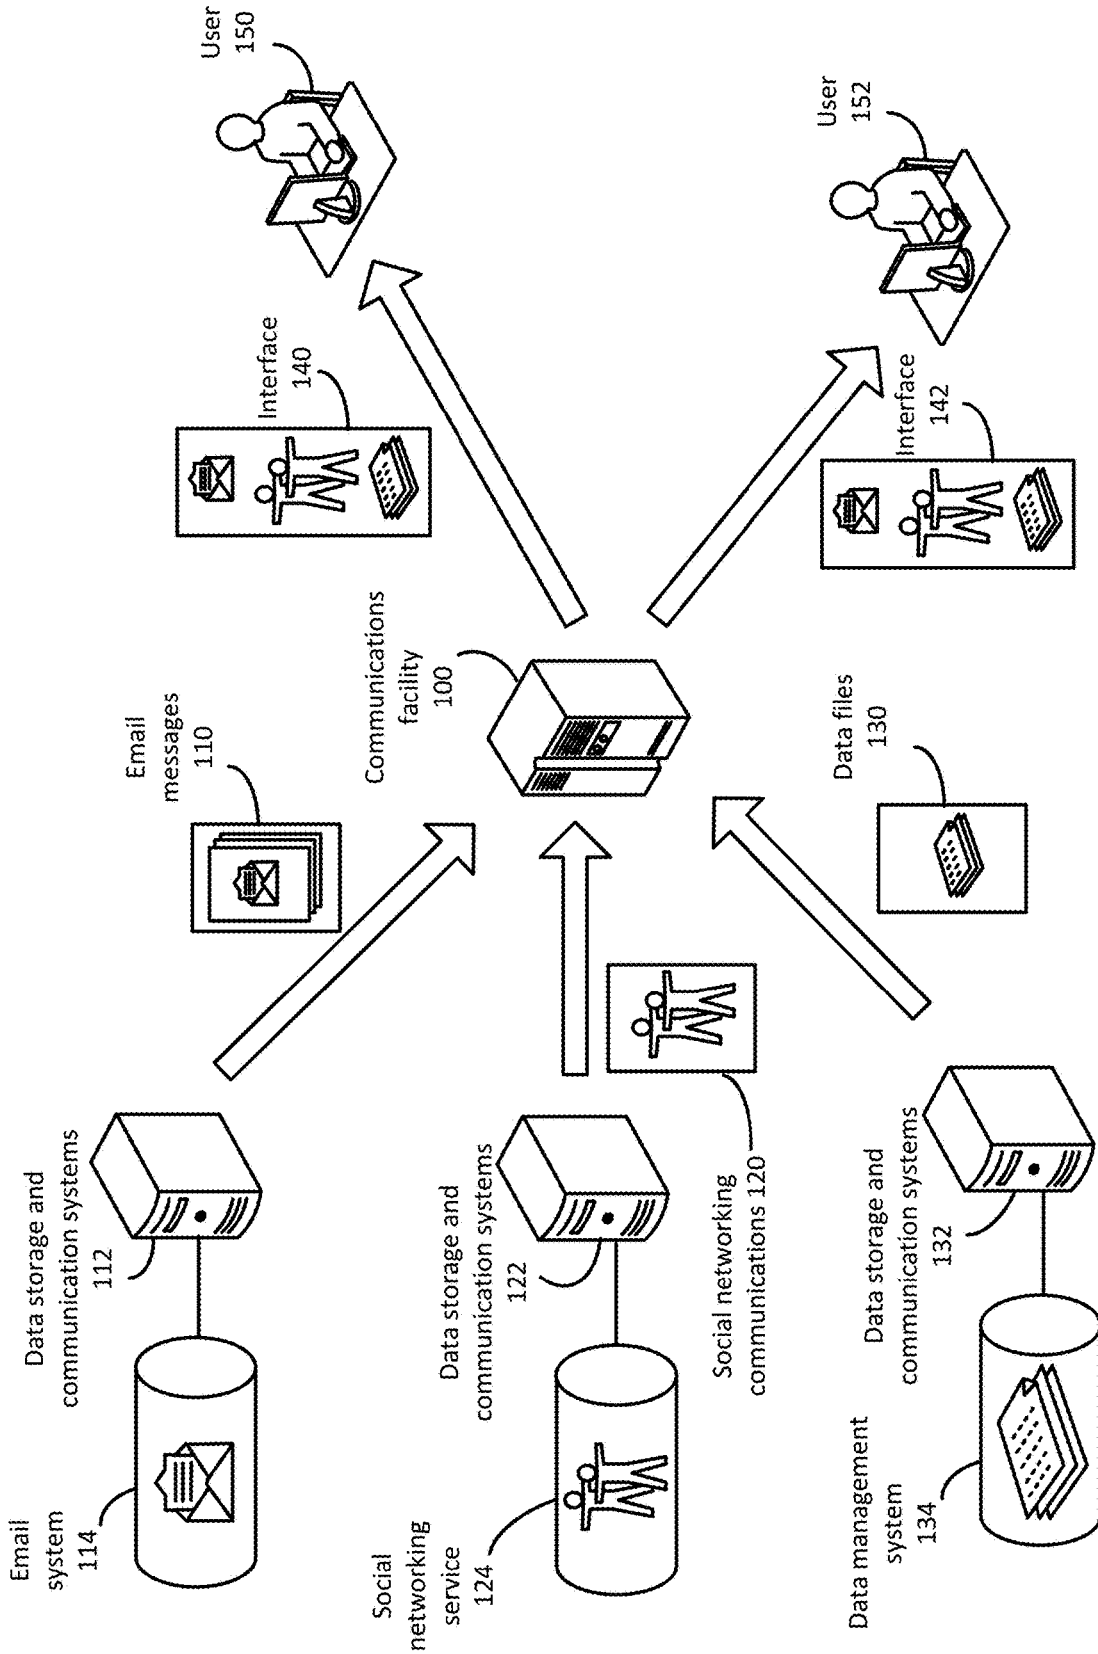 Email
system
114
Data storage and
communication systems
112
Email
messages
110
Interface
140
User
150
Communications
facility
100
Social
networking
service
124
Data storage and
communication systems
122
Social networking
communications 120
Data files
130
Interface
142
User
152
Data management
system
134
Data storage and
communication systems
132